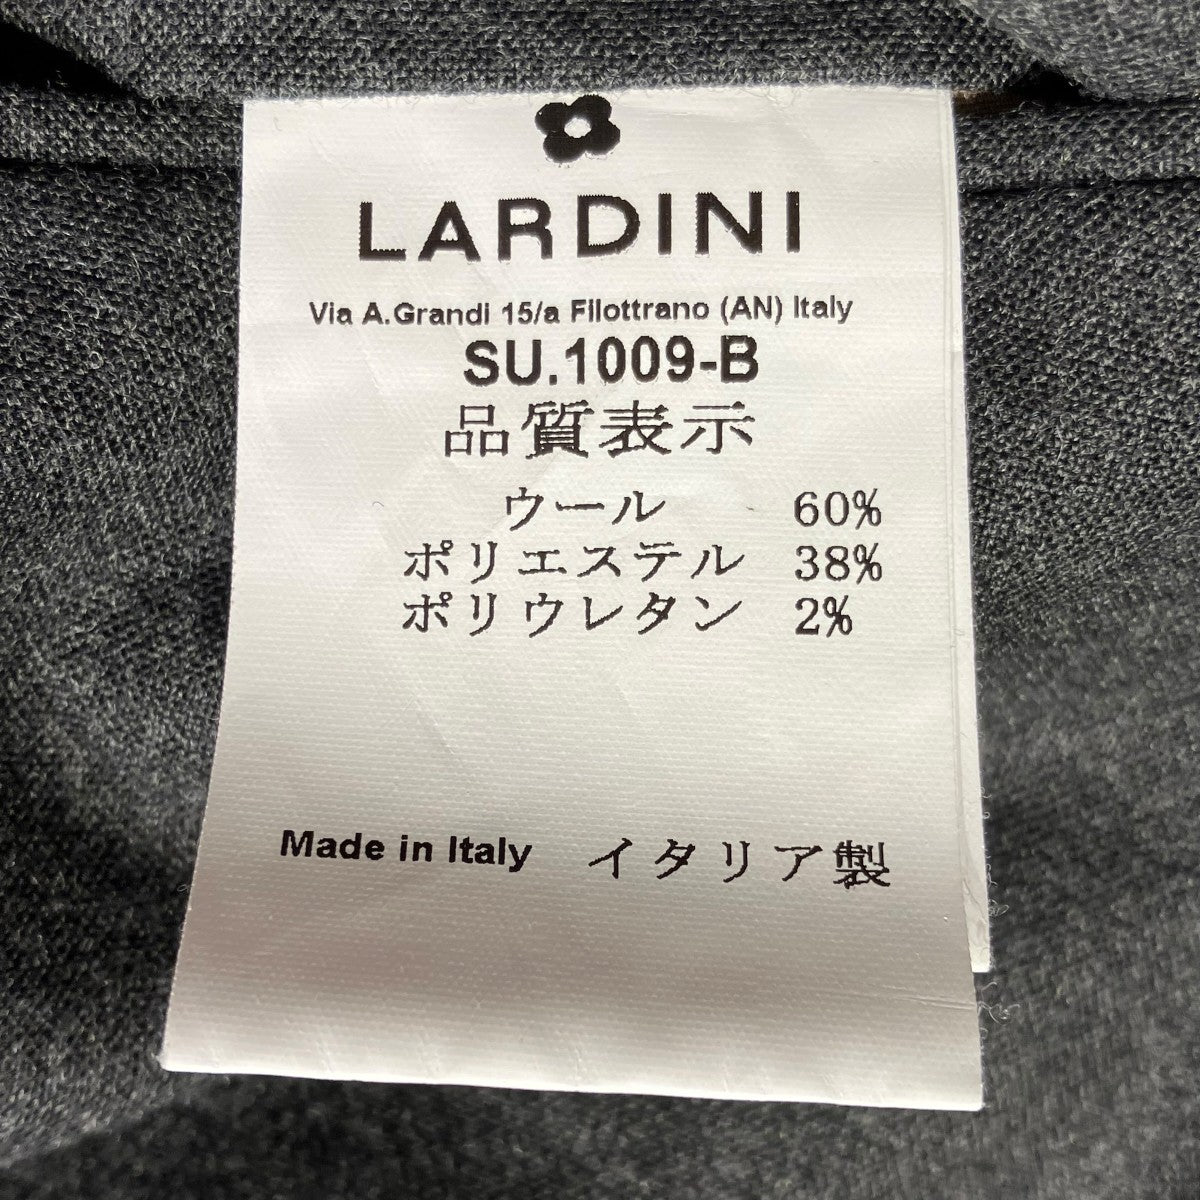 LARDINI
Via A.Grandi 15/a Filottrano (AN) Italy
SU.1009-B
品質表示
ウール 60%
ポリエステル 38%
ポリウレタン 2%
Made in Italy イタリア製